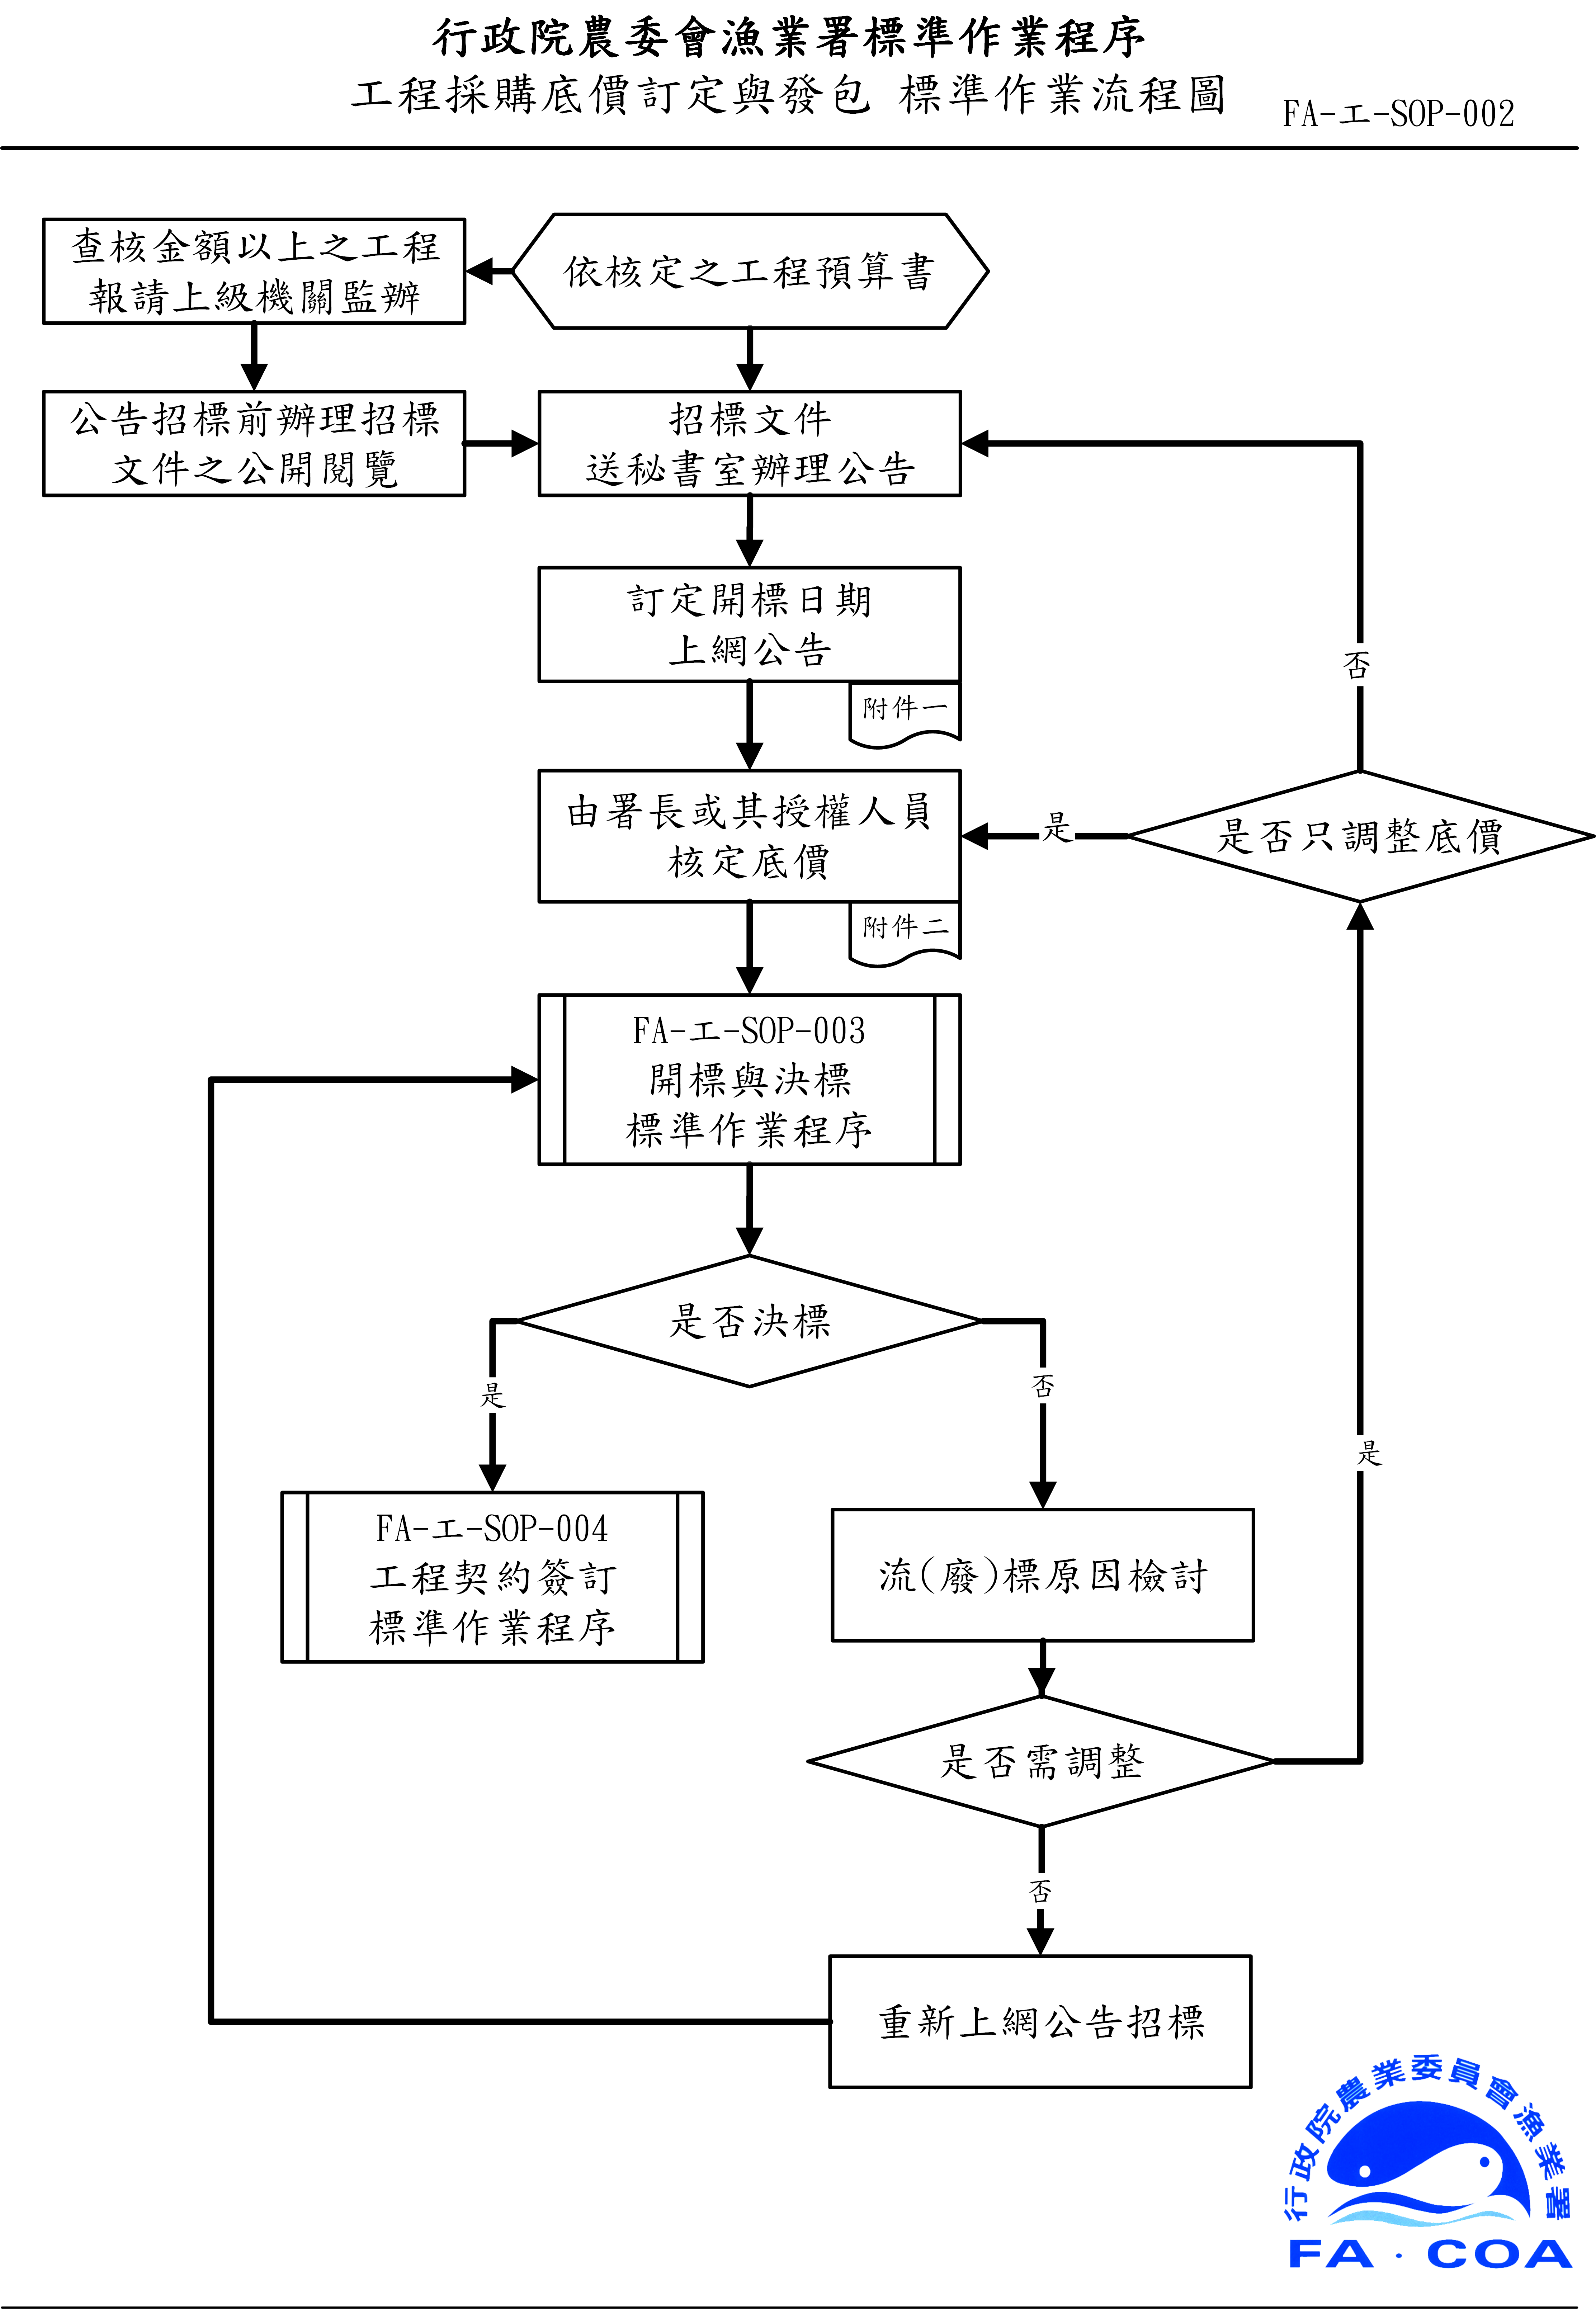 行政院農委會漁業署標準作業程序
工程採購底價訂定與發包 標準作業流程圖
FA-工-SOP-002
查核金額以上之工程
報請上級機關監辦
依核定之工程預算書
公告招標前辦理招標
文件之公開閱覽
招標文件
送秘書室辦理公告
訂定開標日期
上網公告
附件一
否
由署長或其授權人員
核定底價
是
是否只調整底價
附件二
FA-工-SOP-003
開標與決標
標準作業程序
是否決標
是
否
是
FA-工-SOP-004
工程契約簽訂
標準作業程序
流(廢)標原因檢討
是否需調整
否
重新上網公告招標
行政院農業委員會漁業署
FA·COA